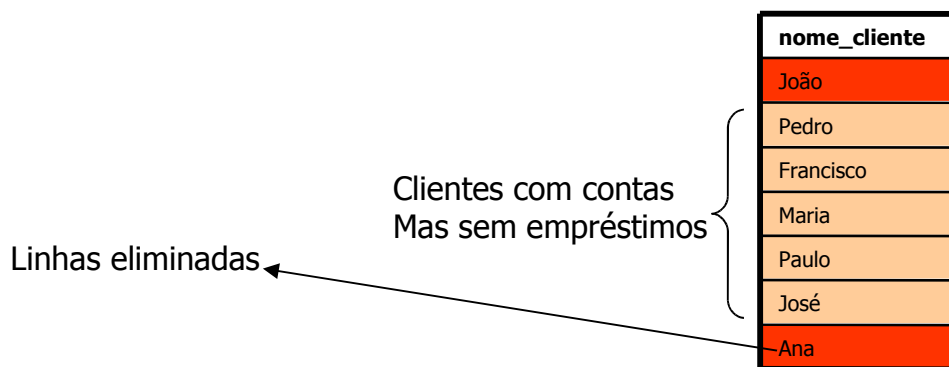 nome_cliente
João
Pedro
Francisco
Maria
Paulo
José
Ana
Clientes com contas
Mas sem empréstimos
Linhas eliminadas